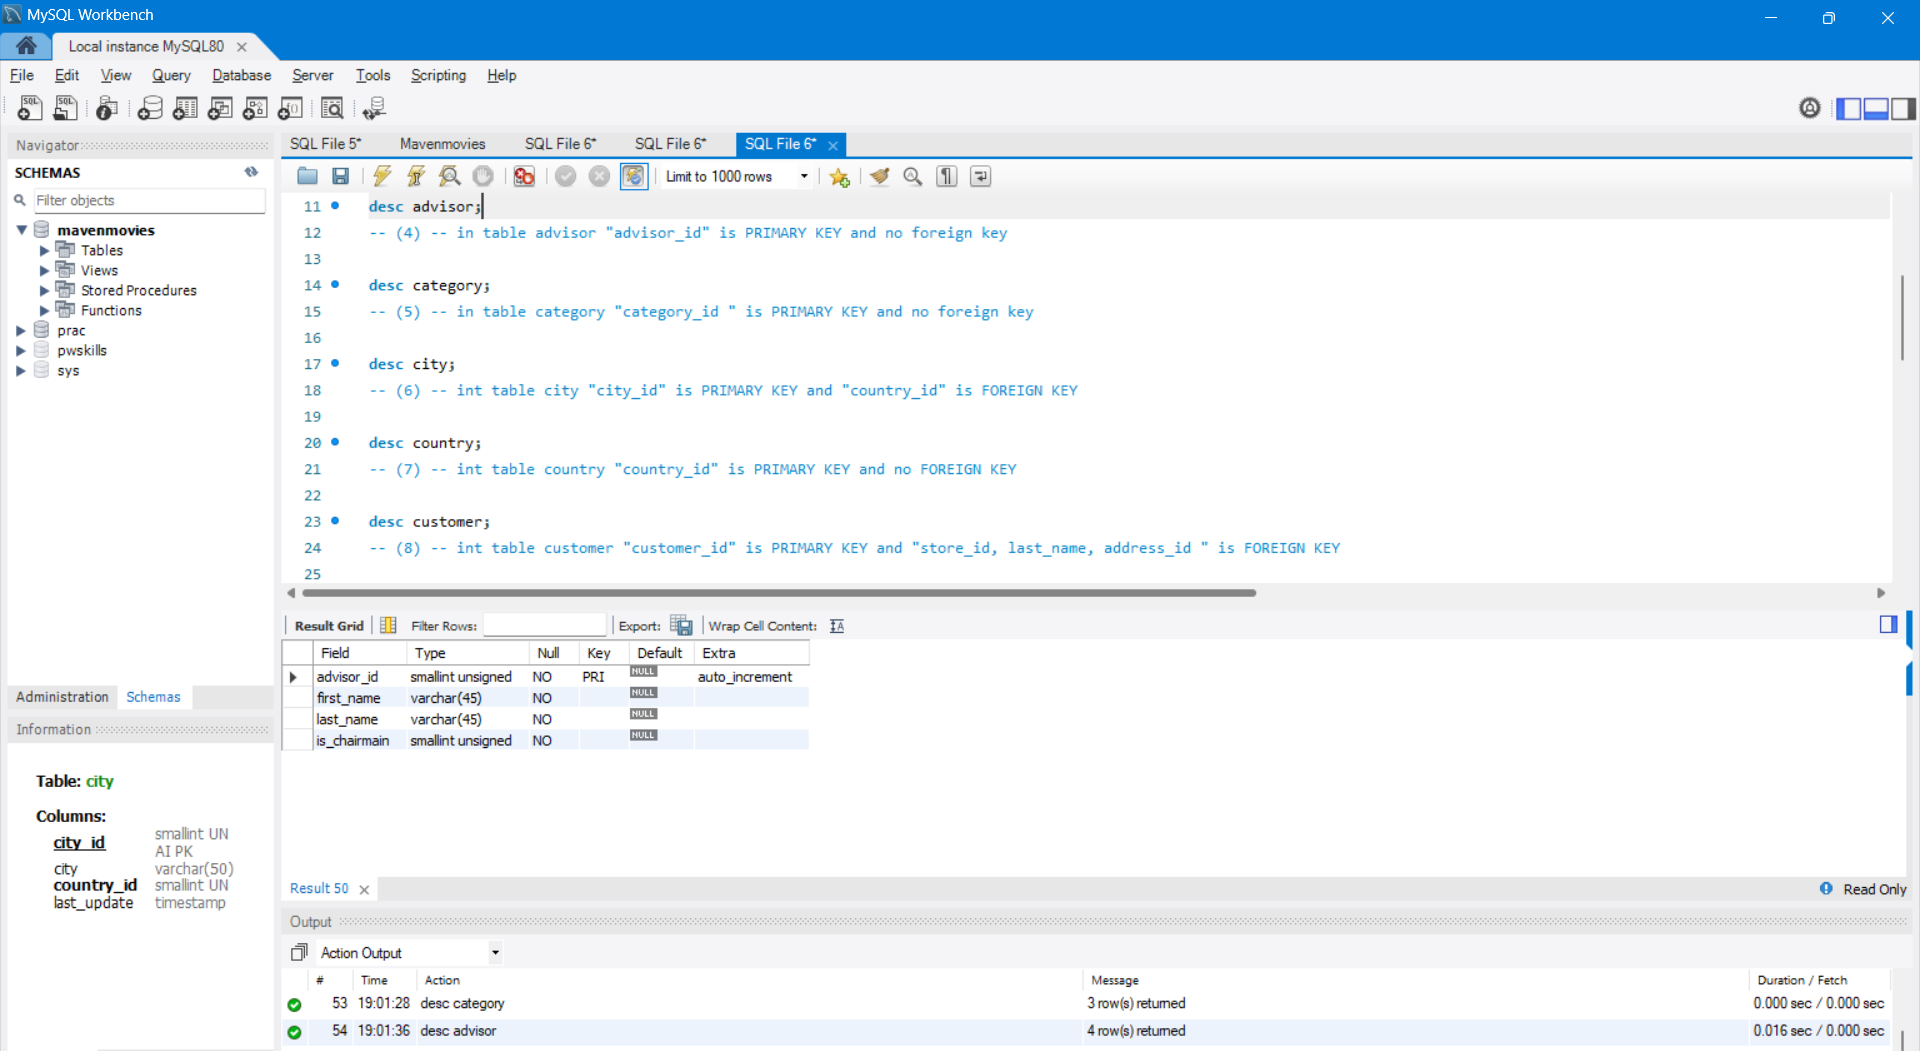 MySQL Workbench
Local instance MySQL80
File Edit View Query Database Server Tools Scripting Help
Navigator
SCHEMAS
Filter objects
mavenmovies
Tables
Views
Stored Procedures
Functions
prac
pwskills
sys
Administration Schemas
Information
Table: city
Columns:
city_id smallint UN AI PK
city varchar(50)
country_id smallint UN
last_update timestamp
SQL File 5* Mavenmovies SQL File 6* SQL File 6* SQL File 6*
Limit to 1000 rows
11 desc advisor;
12 -- (4) -- in table advisor "advisor_id" is PRIMARY KEY and no foreign key
13
14 desc category;
15 -- (5) -- in table category "category_id " is PRIMARY KEY and no foreign key
16
17 desc city;
18 -- (6) -- int table city "city_id" is PRIMARY KEY and "country_id" is FOREIGN KEY
19
20 desc country;
21 -- (7) -- int table country "country_id" is PRIMARY KEY and no FOREIGN KEY
22
23 desc customer;
24 -- (8) -- int table customer "customer_id" is PRIMARY KEY and "store_id, last_name, address_id " is FOREIGN KEY
25
Result Grid Filter Rows: Export: Wrap Cell Content:
Field Type Null Key Default Extra
advisor_id smallint unsigned NO PRI NULL auto_increment
first_name varchar(45) NO NULL
last_name varchar(45) NO NULL
is_chairmain smallint unsigned NO NULL
Result 50 Read Only
Output
Action Output
# Time Action Message Duration / Fetch
53 19:01:28 desc category 3 row(s) returned 0.000 sec / 0.000 sec
54 19:01:36 desc advisor 4 row(s) returned 0.016 sec / 0.000 sec